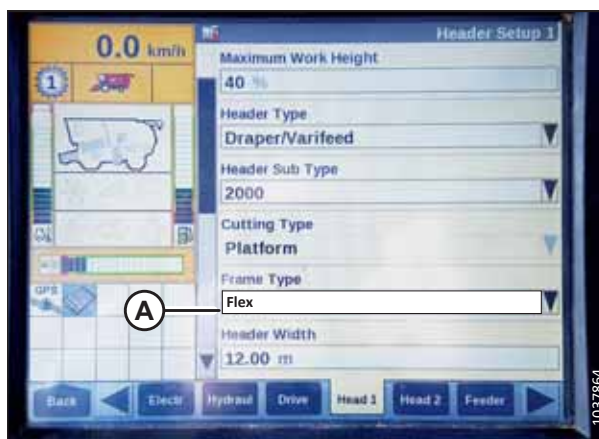 0.0 km/h
Header Setup 1
Maximum Work Height
40 %
1
Header Type
Draper/Varifeed
Header Sub Type
2000
Cutting Type
Platform
Frame Type
GPS
A
Flex
Header Width
12.00 m
Back
Electr
Hydraul
Drive
Head 1
Head 2
Feeder
1037864